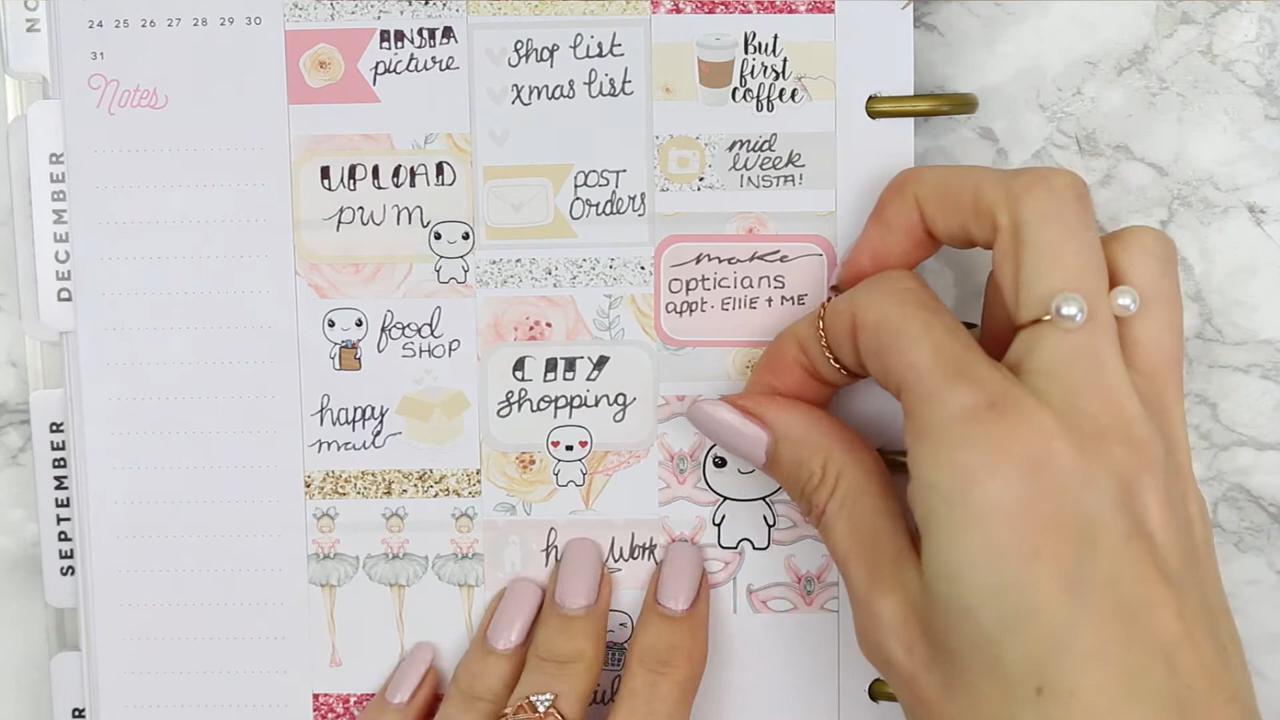 24 25 26 27 28 29 30
31
Notes
DECEMBER
SEPTEMBER
INSTA
picture
UPLOAD
pwm
food
SHOP
happy
mail
Shop list
xmas list
POST
Orders
CITY
shopping
Work
But
first
coffee
mid
week
INSTA!
make
opticians
appt. ELLIE + ME